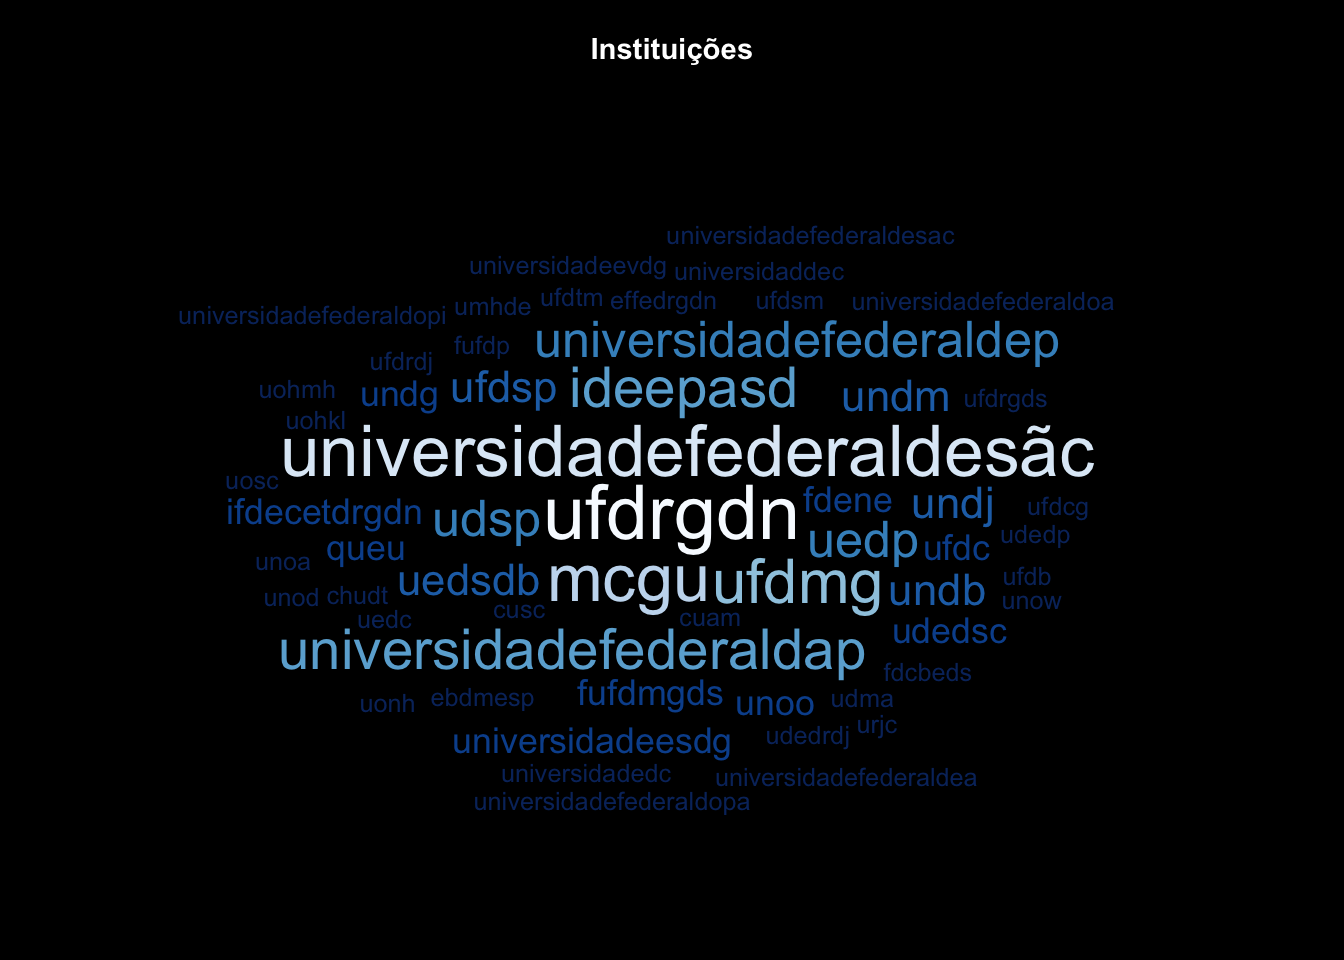 Instituições
universidadefederaldesac
universidadeevdg
universidaddec
umhde
ufdtm
effedrgdn
ufdsm
universidadefederaldoa
universidadefederaldopi
fufdp
universidadefederaldep
ufdrdj
uohmh
undg
ufdsp
ideepasd
undm
ufdrgds
uohkl
universidadefederaldesãc
uosc
ifdecetdrgdn
udsp
ufdrgdn
fdene
undj
ufdcg
queu
uedp
ufdc
udedp
unoa
uedsdb
mcgu
ufdmg
undb
ufdb
unod
chudt
unow
uedc
cusc
cuam
udedsc
universidadefederaldap
fdcbeds
uonh
ebdmesp
fufdmgds
unoo
udma
urjc
universidadeesdg
udedrdj
universidadedc
universidadefederaldea
universidadefederaldopa